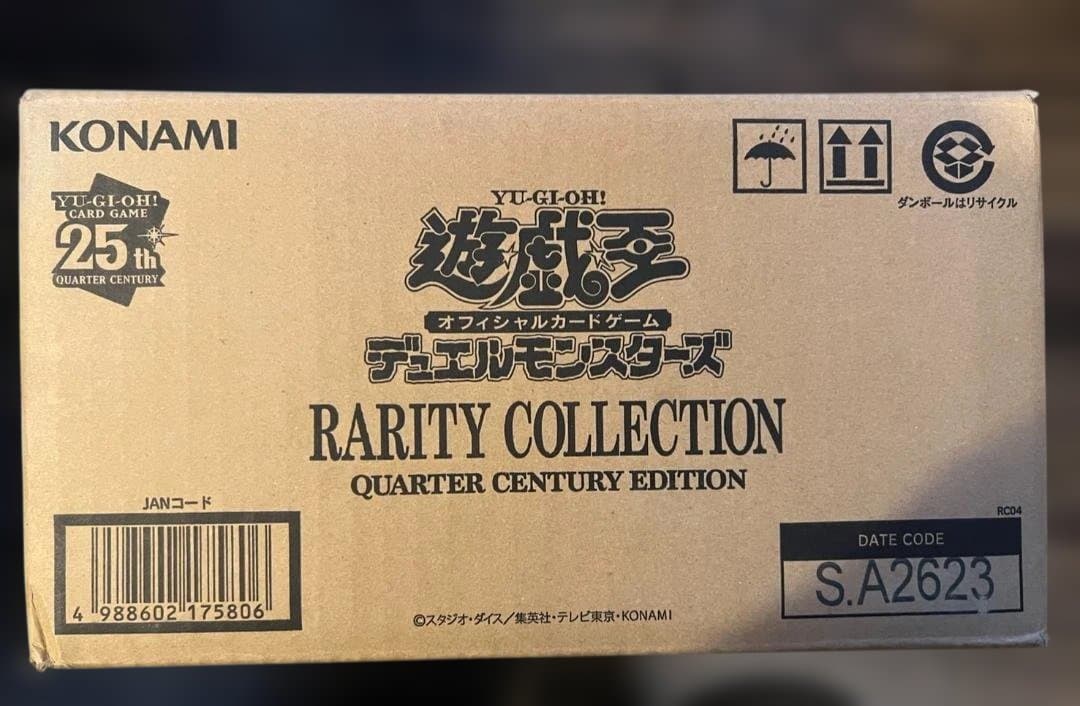 KONAMI
ダンボールはリサイクル
YU-GI-OH!
CARD GAME
25th
QUARTER CENTURY
YU-GI-OH!
遊戯王
オフィシャルカードゲーム
デュエルモンスターズ
RARITY COLLECTION
QUARTER CENTURY EDITION
JANコード
4 988602 175806
RC04
DATE CODE
S.A2623
©スタジオ・ダイス/集英社・テレビ東京・KONAMI